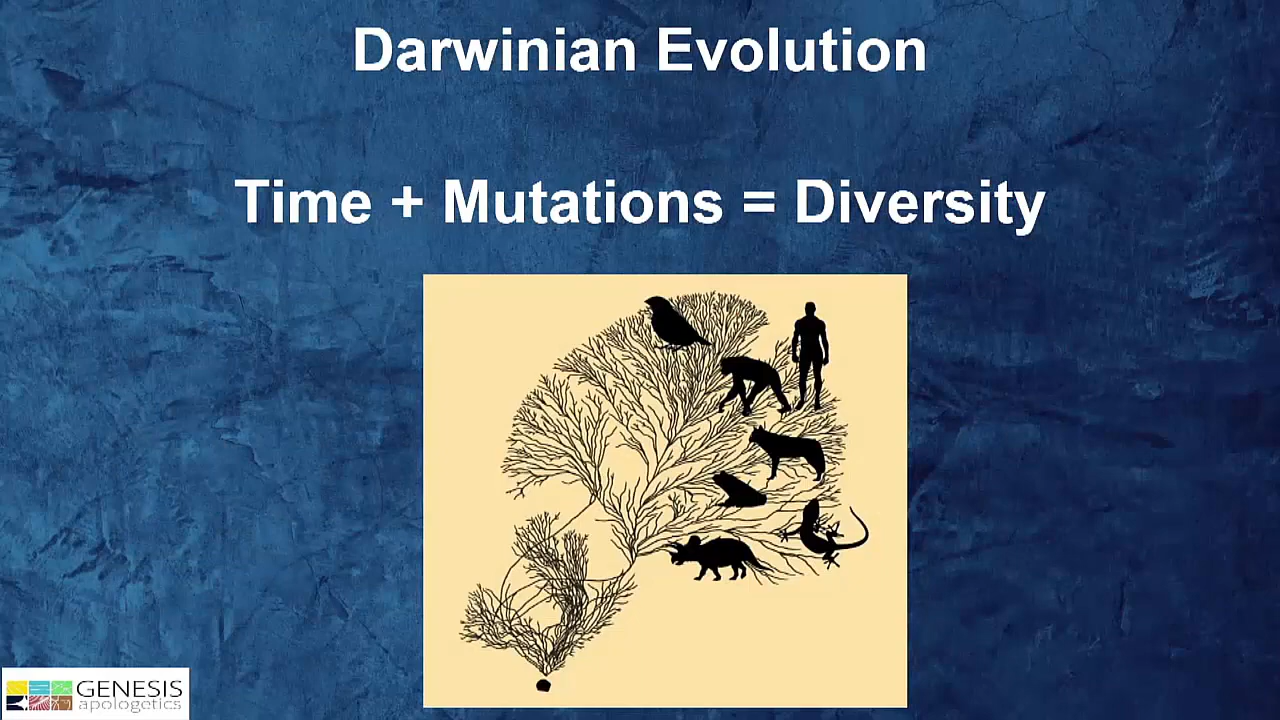 Darwinian Evolution
Time + Mutations = Diversity
GENESIS
apologetics